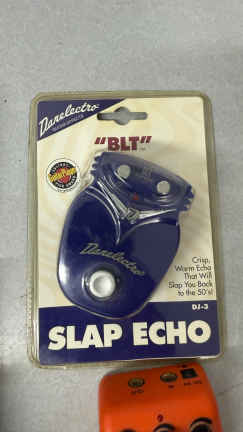 Danelectro
"BLT"
Danelectro
Crisp,
Warm Echo
That Will
Slap You Back
to the 50's!
DJ-3
SLAP ECHO